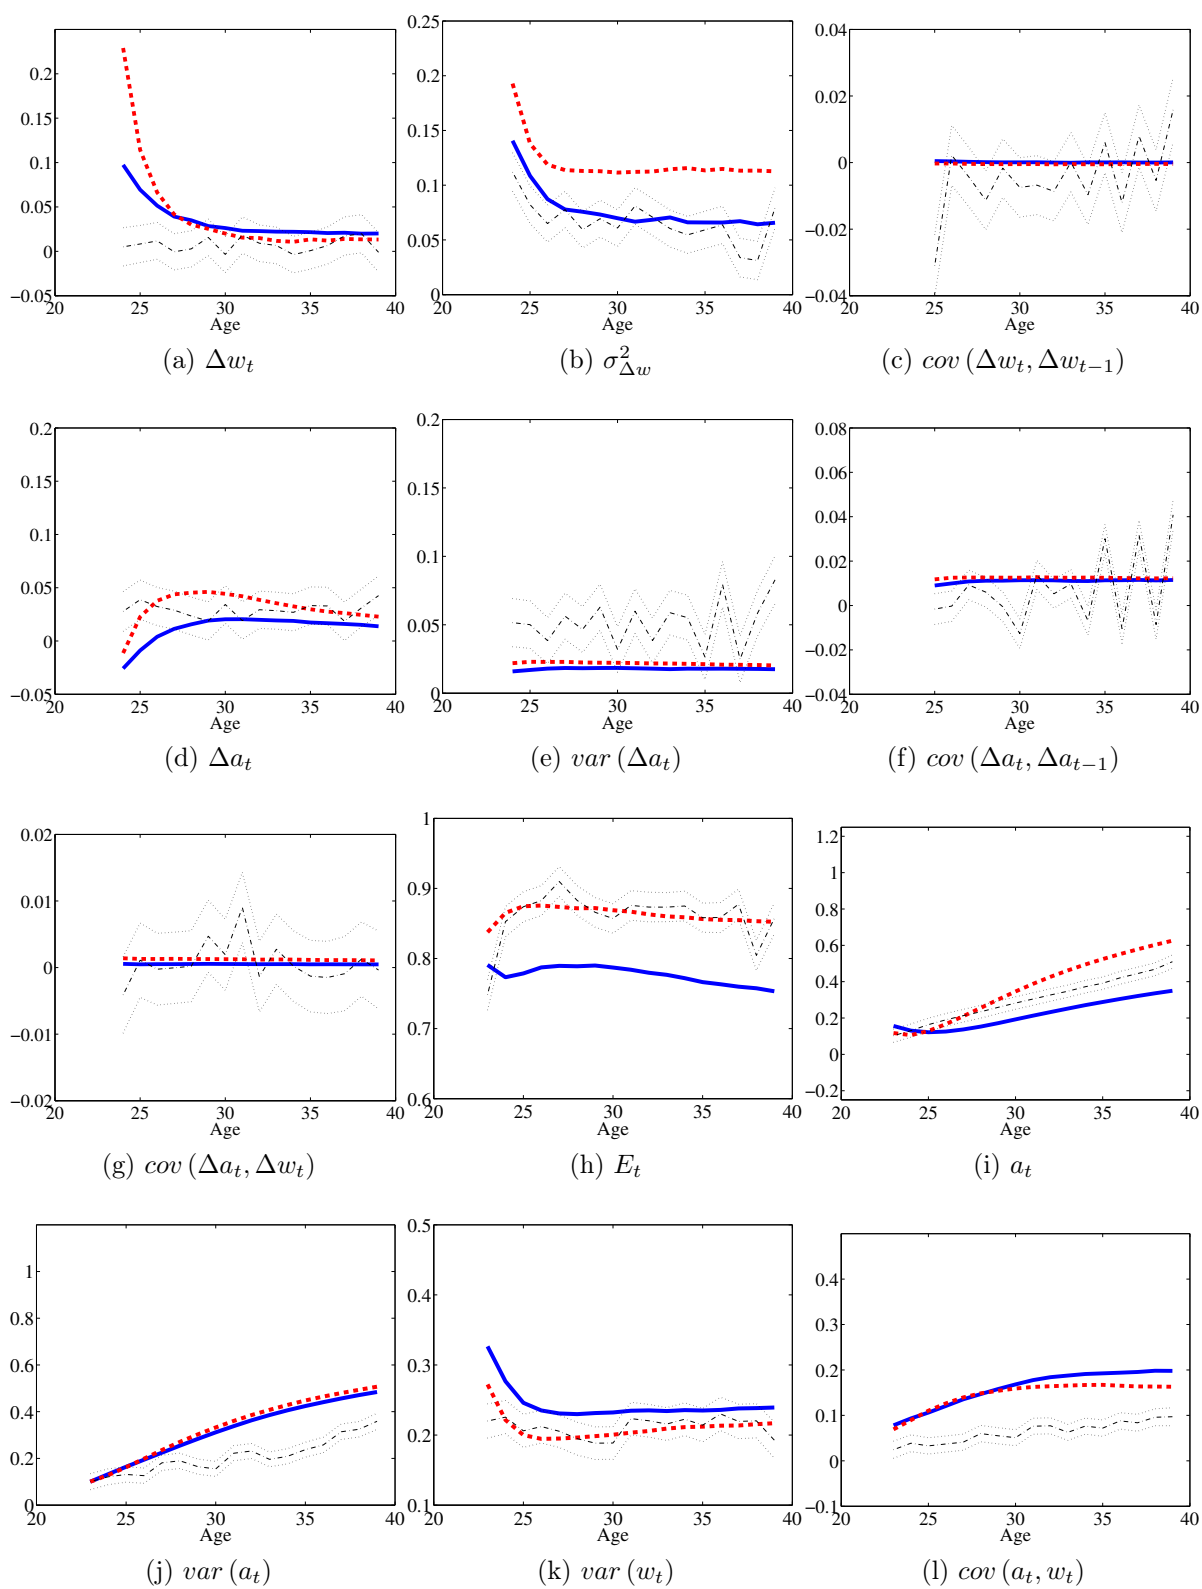 0.2
0.15
0.1
0.05
0
−0.05
20 25 30 35 40
Age
(a) Δw_t
0.25
0.2
0.15
0.1
0.05
0
20 25 30 35 40
Age
(b) σ²_Δw
0.04
0.02
0
−0.02
−0.04
20 25 30 35 40
Age
(c) cov (Δw_t, Δw_{t−1})
0.2
0.15
0.1
0.05
0
−0.05
20 25 30 35 40
Age
(d) Δa_t
0.2
0.15
0.1
0.05
0
20 25 30 35 40
Age
(e) var (Δa_t)
0.08
0.06
0.04
0.02
0
−0.02
−0.04
20 25 30 35 40
Age
(f) cov (Δa_t, Δa_{t−1})
0.02
0.01
0
−0.01
−0.02
20 25 30 35 40
Age
(g) cov (Δa_t, Δw_t)
1
0.9
0.8
0.7
0.6
20 25 30 35 40
Age
(h) E_t
1.2
1
0.8
0.6
0.4
0.2
0
−0.2
20 25 30 35 40
Age
(i) a_t
1
0.8
0.6
0.4
0.2
0
20 25 30 35 40
Age
(j) var (a_t)
0.5
0.4
0.3
0.2
0.1
20 25 30 35 40
Age
(k) var (w_t)
0.4
0.3
0.2
0.1
0
−0.1
20 25 30 35 40
Age
(l) cov (a_t, w_t)